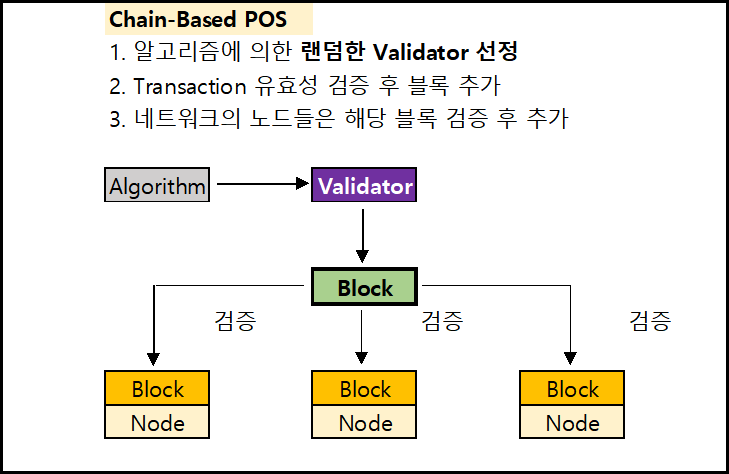 Chain-Based POS
1. 알고리즘에 의한 랜덤한 Validator 선정
2. Transaction 유효성 검증 후 블록 추가
3. 네트워크의 노드들은 해당 블록 검증 후 추가
Algorithm
Validator
Block
검증
검증
검증
Block
Block
Block
Node
Node
Node